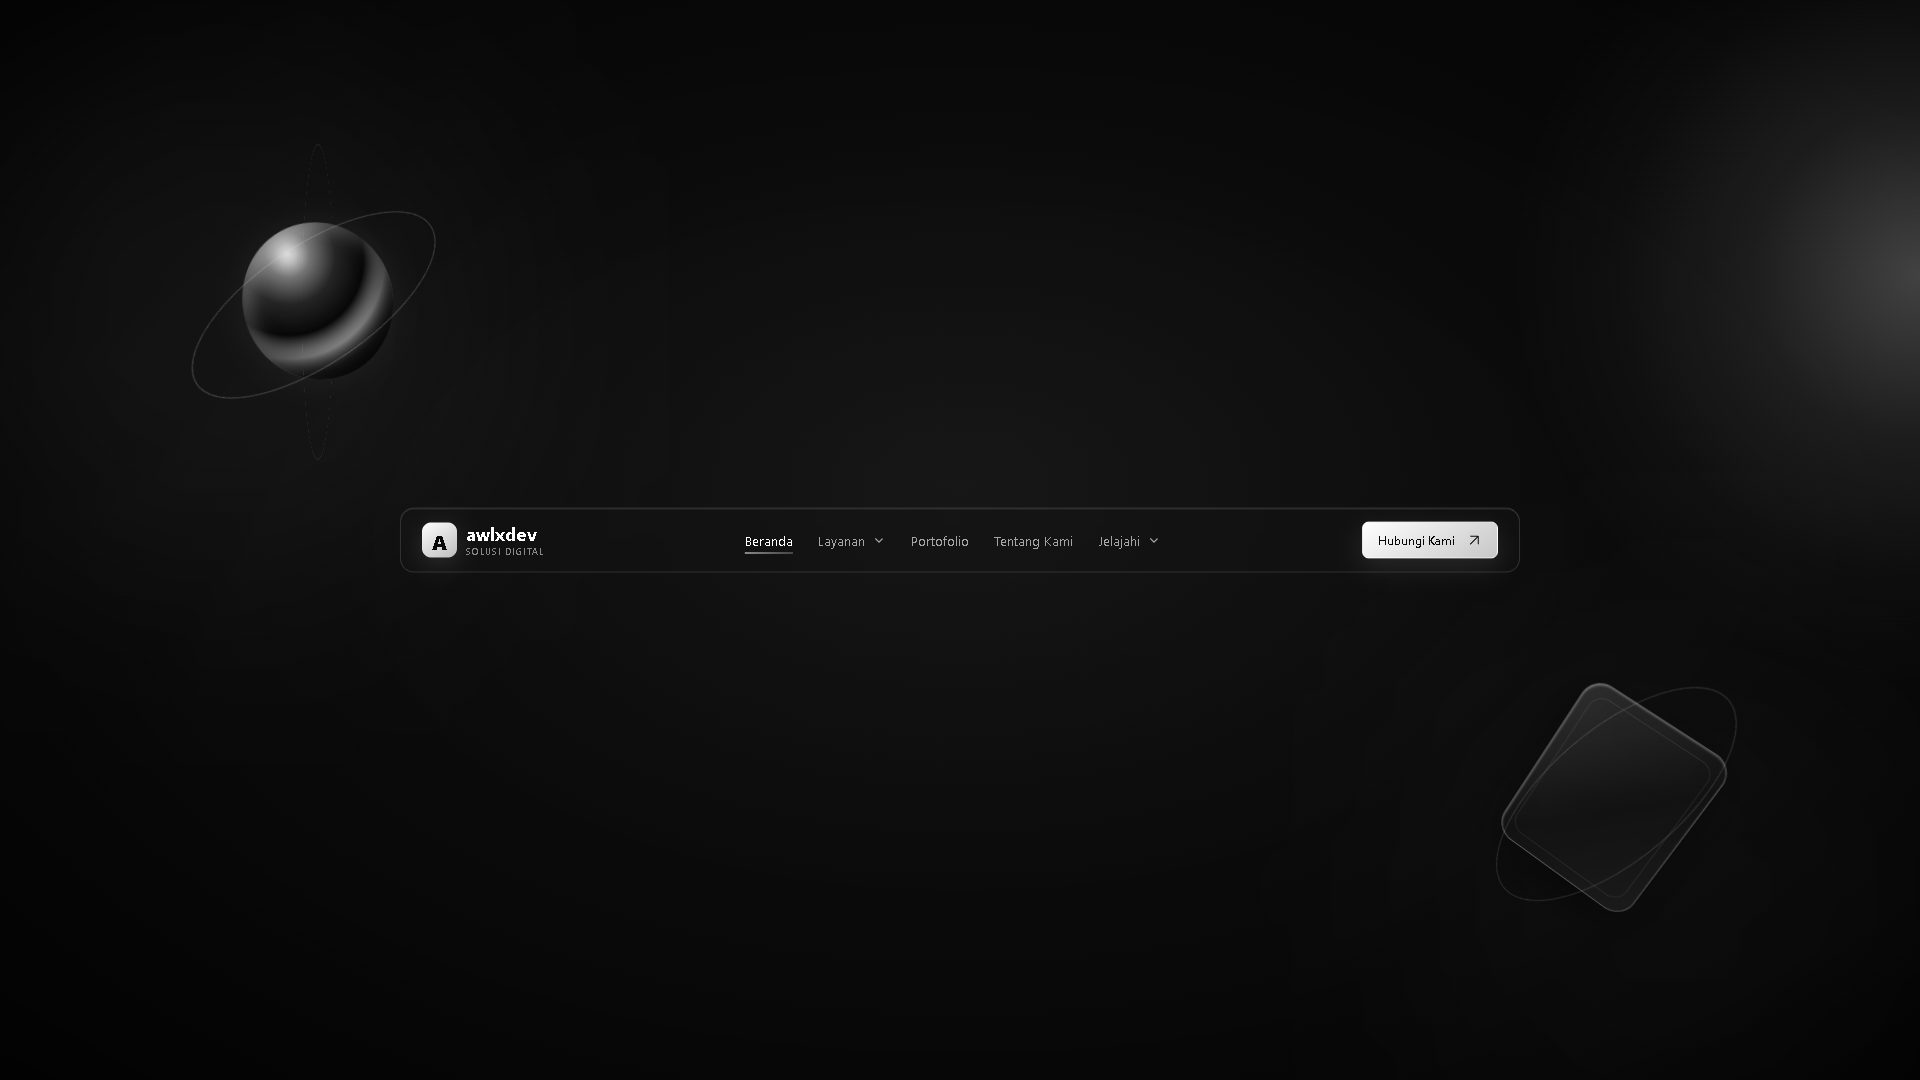 A
awlxdev
SOLUSI DIGITAL
Beranda
Layanan
Portofolio
Tentang Kami
Jelajahi
Hubungi Kami